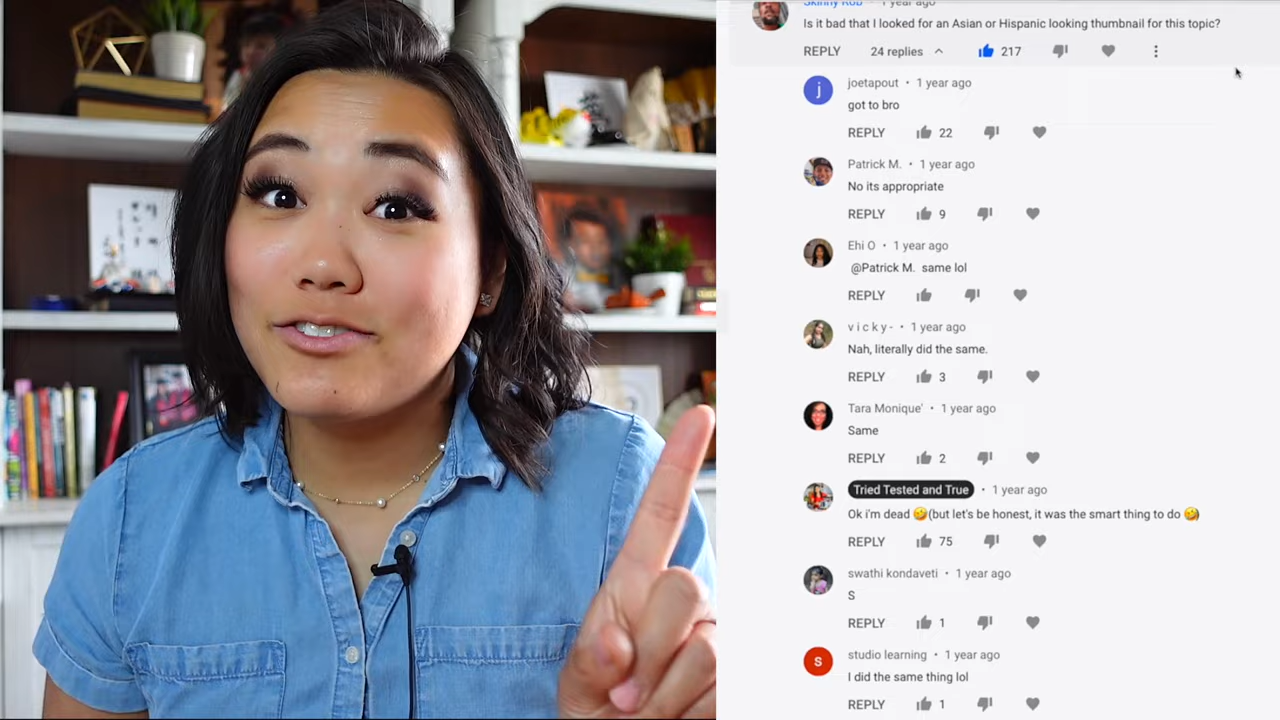 Skinny Rob 1 year ago
Is it bad that I looked for an Asian or Hispanic looking thumbnail for this topic?
REPLY 24 replies 217
j
joetapout • 1 year ago
got to bro
REPLY 22
Patrick M. • 1 year ago
No its appropriate
REPLY 9
Ehi O • 1 year ago
@Patrick M. same lol
REPLY
v i c k y - • 1 year ago
Nah, literally did the same.
REPLY 3
Tara Monique' • 1 year ago
Same
REPLY 2
Tried Tested and True • 1 year ago
Ok i'm dead 🤣(but let's be honest, it was the smart thing to do 🤣
REPLY 75
swathi kondaveti • 1 year ago
S
REPLY 1
s
studio learning • 1 year ago
I did the same thing lol
REPLY 1